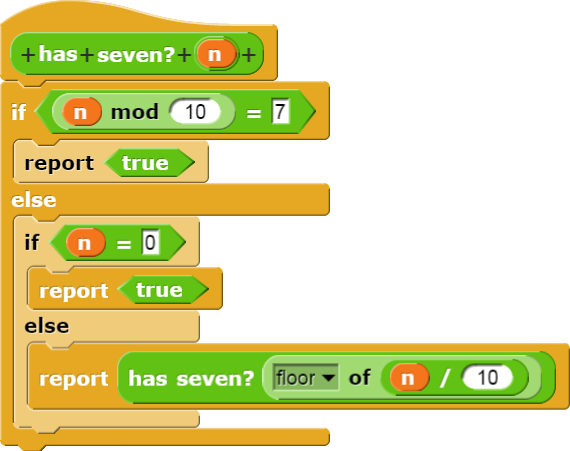 +has+seven?+ n +
if n mod 10 = 7
report true
else
if n = 0
report true
else
report has seven? floor of n / 10